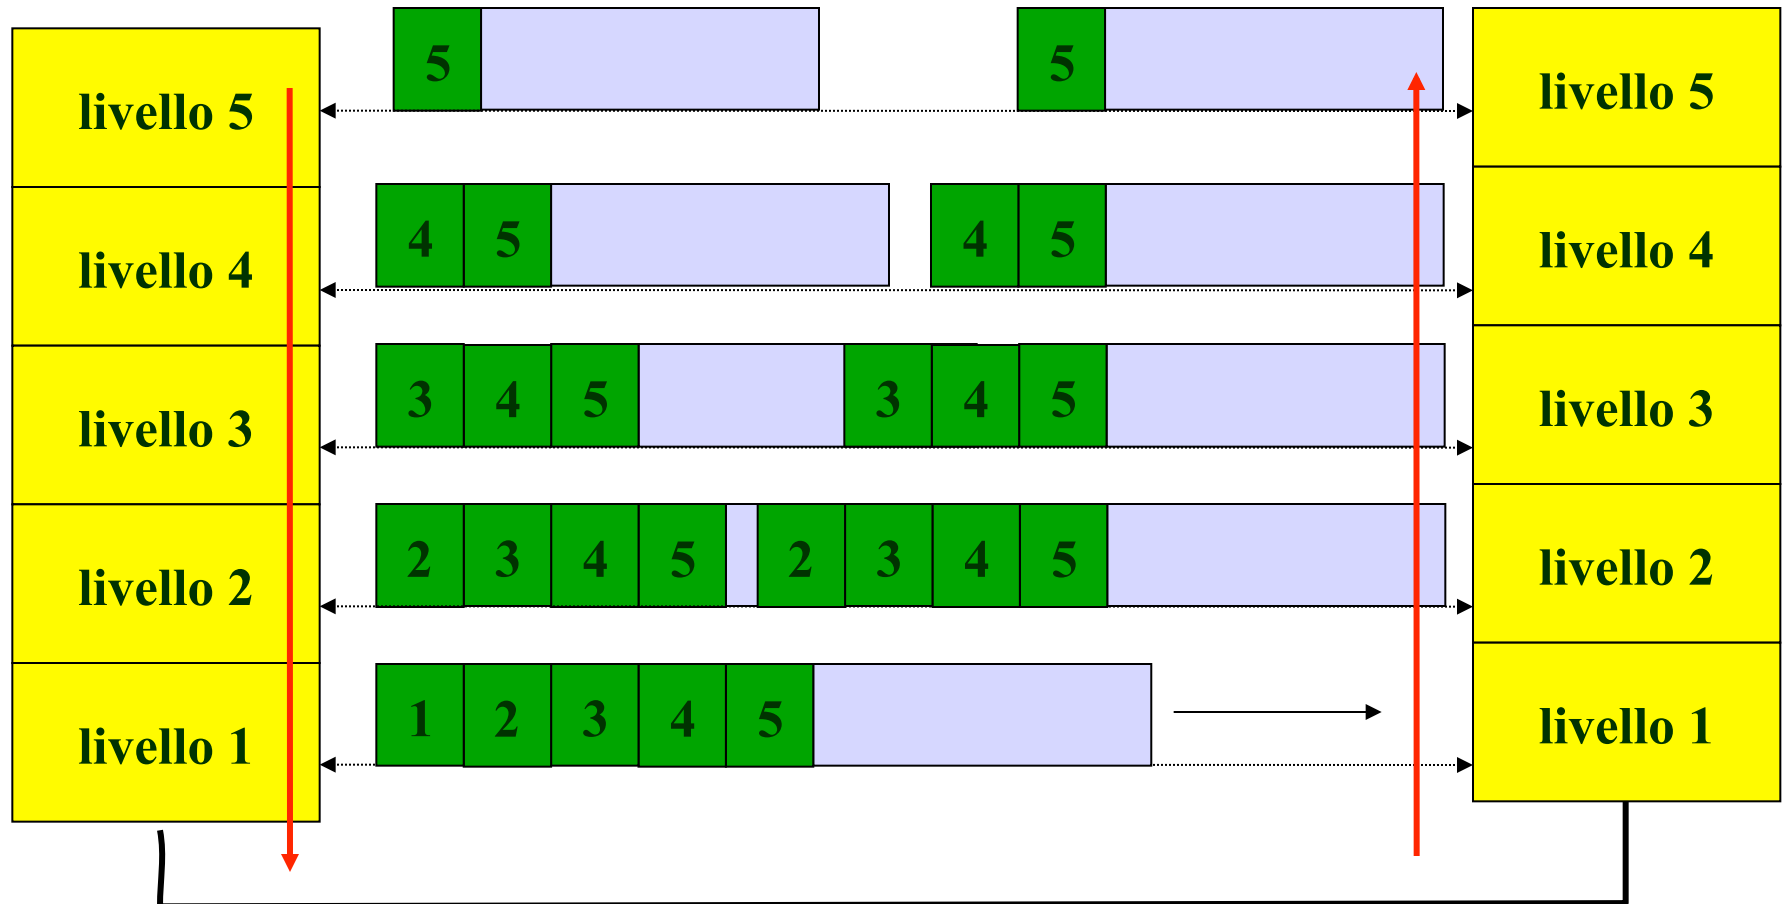 livello 5 5 5 livello 5
livello 4 4 5 4 5 livello 4
livello 3 3 4 5 3 4 5 livello 3
livello 2 2 3 4 5 2 3 4 5 livello 2
livello 1 1 2 3 4 5 livello 1